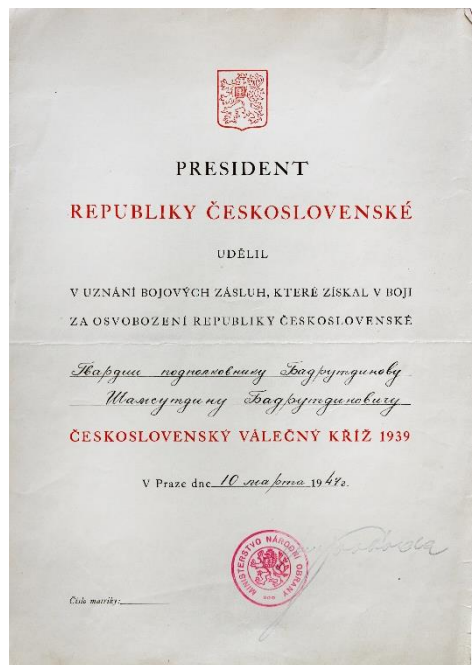 PRESIDENT
REPUBLIKY ČESKOSLOVENSKÉ
UDĚLIL
V UZNÁNÍ BOJOVÝCH ZÁSLUH, KTERÉ ZÍSKAL V BOJI
ZA OSVOBOZENÍ REPUBLIKY ČESKOSLOVENSKÉ
Гвардии подполковнику Бадрутдинову
Шамсутдину Бадрутдиновичу
ČESKOSLOVENSKÝ VÁLEČNÝ KŘÍŽ 1939
V Praze dne 10 марта 1947г.
MINISTERSTVO NÁRODNÍ OBRANY
Číslo matriky: